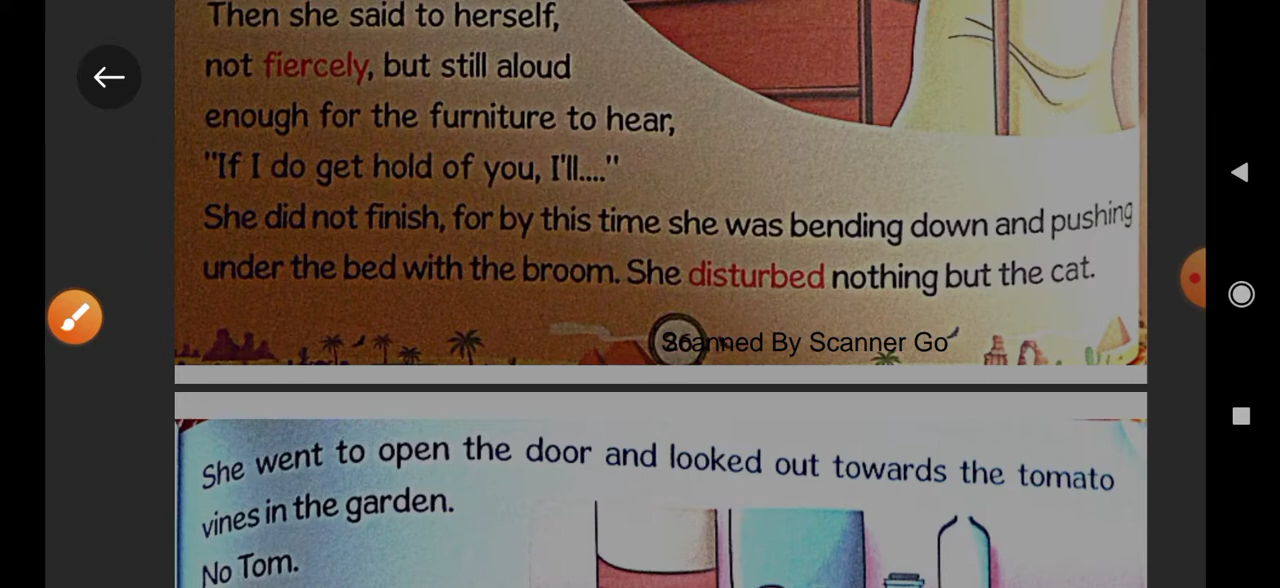 Then she said to herself,
not fiercely, but still aloud
enough for the furniture to hear,
"If I do get hold of you, I'll...."
She did not finish, for by this time she was bending down and pushing
under the bed with the broom. She disturbed nothing but the cat.
26
Scanned By Scanner Go
She went to open the door and looked out towards the tomato
vines in the garden.
No Tom.